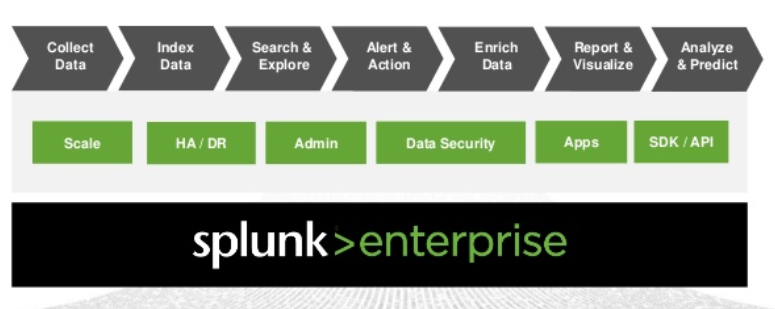 Collect
Data
Index
Data
Search &
Explore
Alert &
Action
Enrich
Data
Report &
Visualize
Analyze
& Predict
Scale
HA / DR
Admin
Data Security
Apps
SDK / API
splunk>enterprise